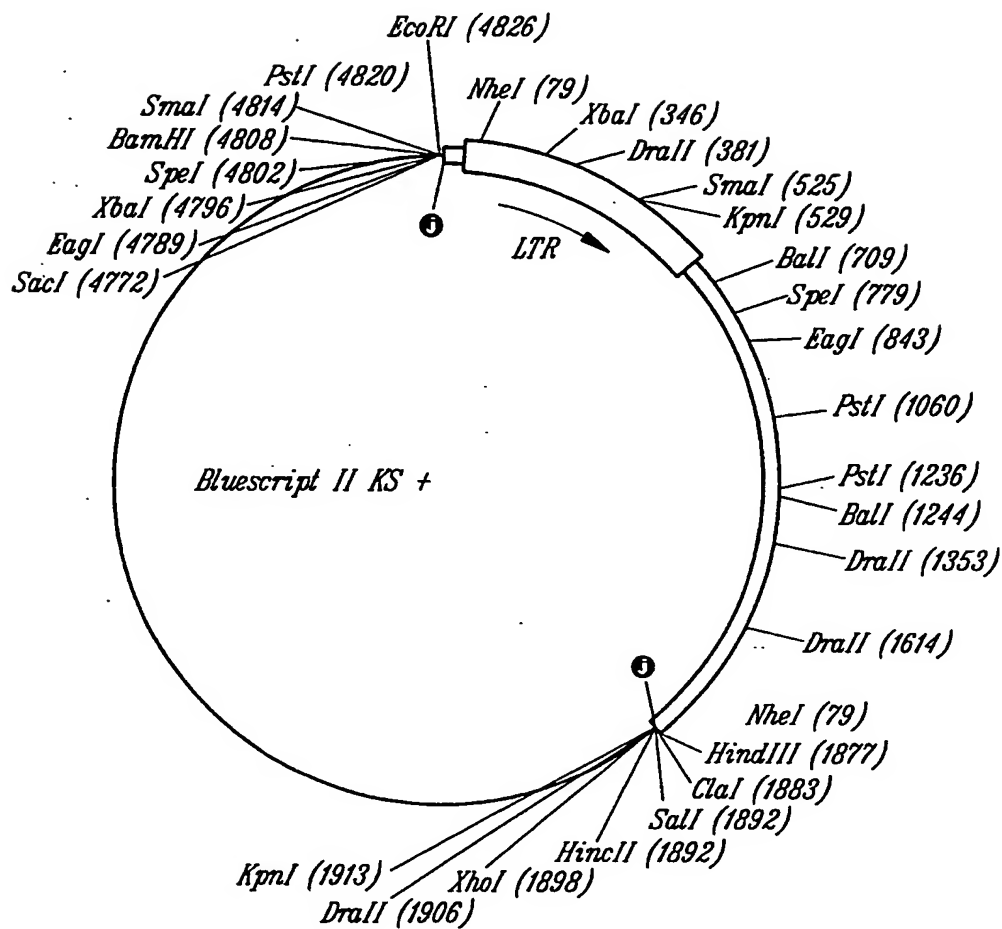 EcoRI (4826)
PstI (4820)
SmaI (4814)
BamHI (4808)
SpeI (4802)
XbaI (4796)
EagI (4789)
SacI (4772)
NheI (79)
XbaI (346)
DraII (381)
SmaI (525)
KpnI (529)
BalI (709)
SpeI (779)
EagI (843)
PstI (1060)
PstI (1236)
BalI (1244)
DraII (1353)
DraII (1614)
j
LTR
Bluescript II KS +
j
NheI (79)
HindIII (1877)
ClaI (1883)
SalI (1892)
HincII (1892)
XhoI (1898)
DraII (1906)
KpnI (1913)